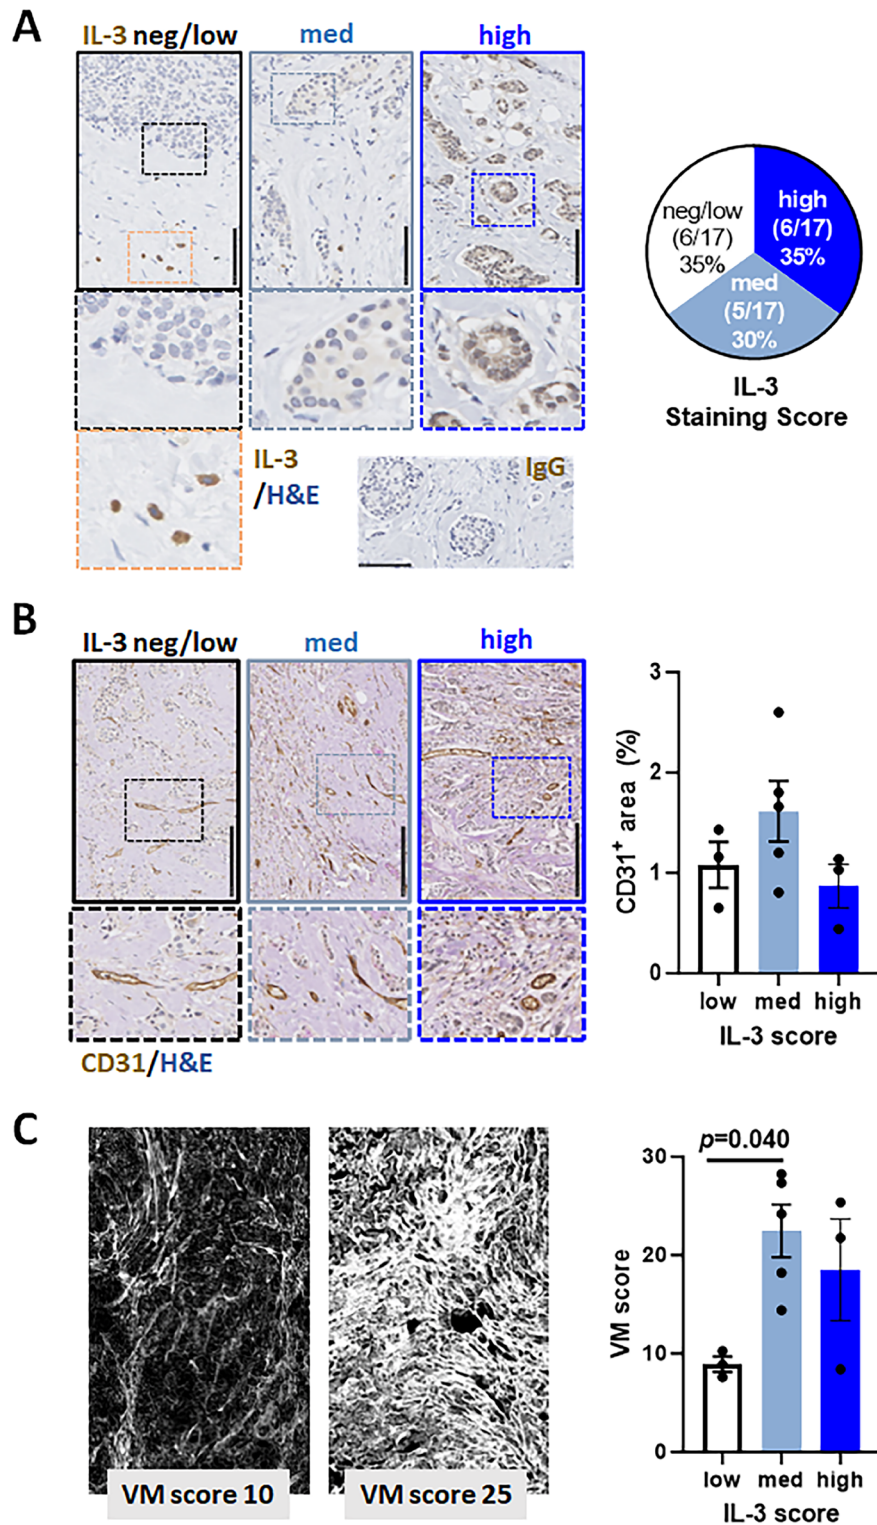 A
IL-3 neg/low
med
high
neg/low
(6/17)
35%
high
(6/17)
35%
med
(5/17)
30%
IL-3
Staining Score
IL-3
/H&E
IgG
B
IL-3 neg/low
med
high
CD31/H&E
CD31+ area (%)
3
2
1
0
low med high
IL-3 score
C
VM score 10
VM score 25
p=0.040
VM score
30
20
10
0
low med high
IL-3 score